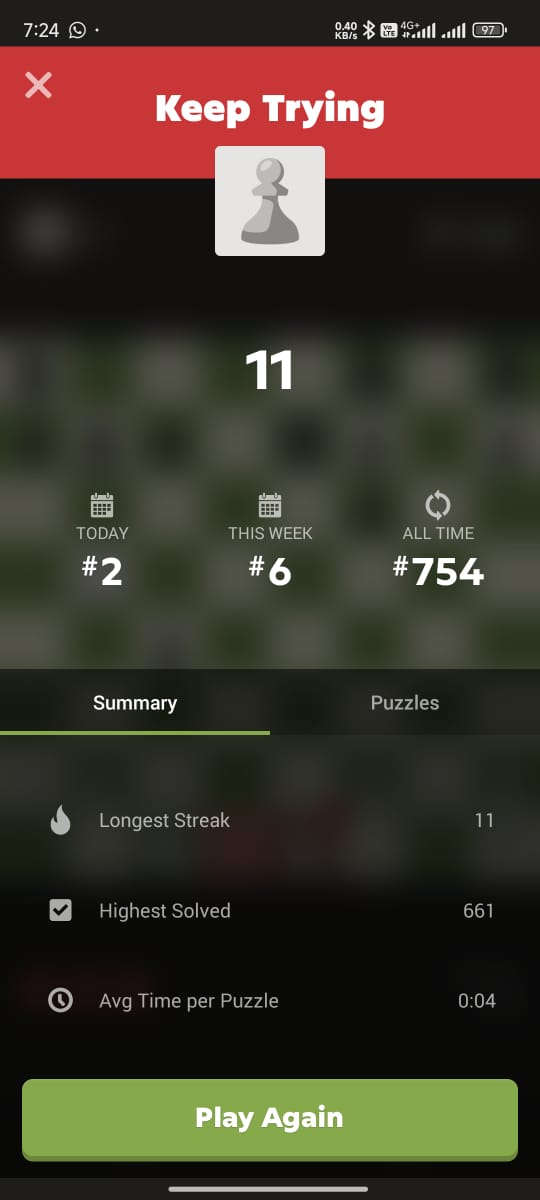 7:24
0.40
KB/s
Vo
LTE
4G+
97
Keep Trying
11
TODAY
THIS WEEK
ALL TIME
#2
#6
#754
Summary
Puzzles
Longest Streak 11
Highest Solved 661
Avg Time per Puzzle 0:04
Play Again